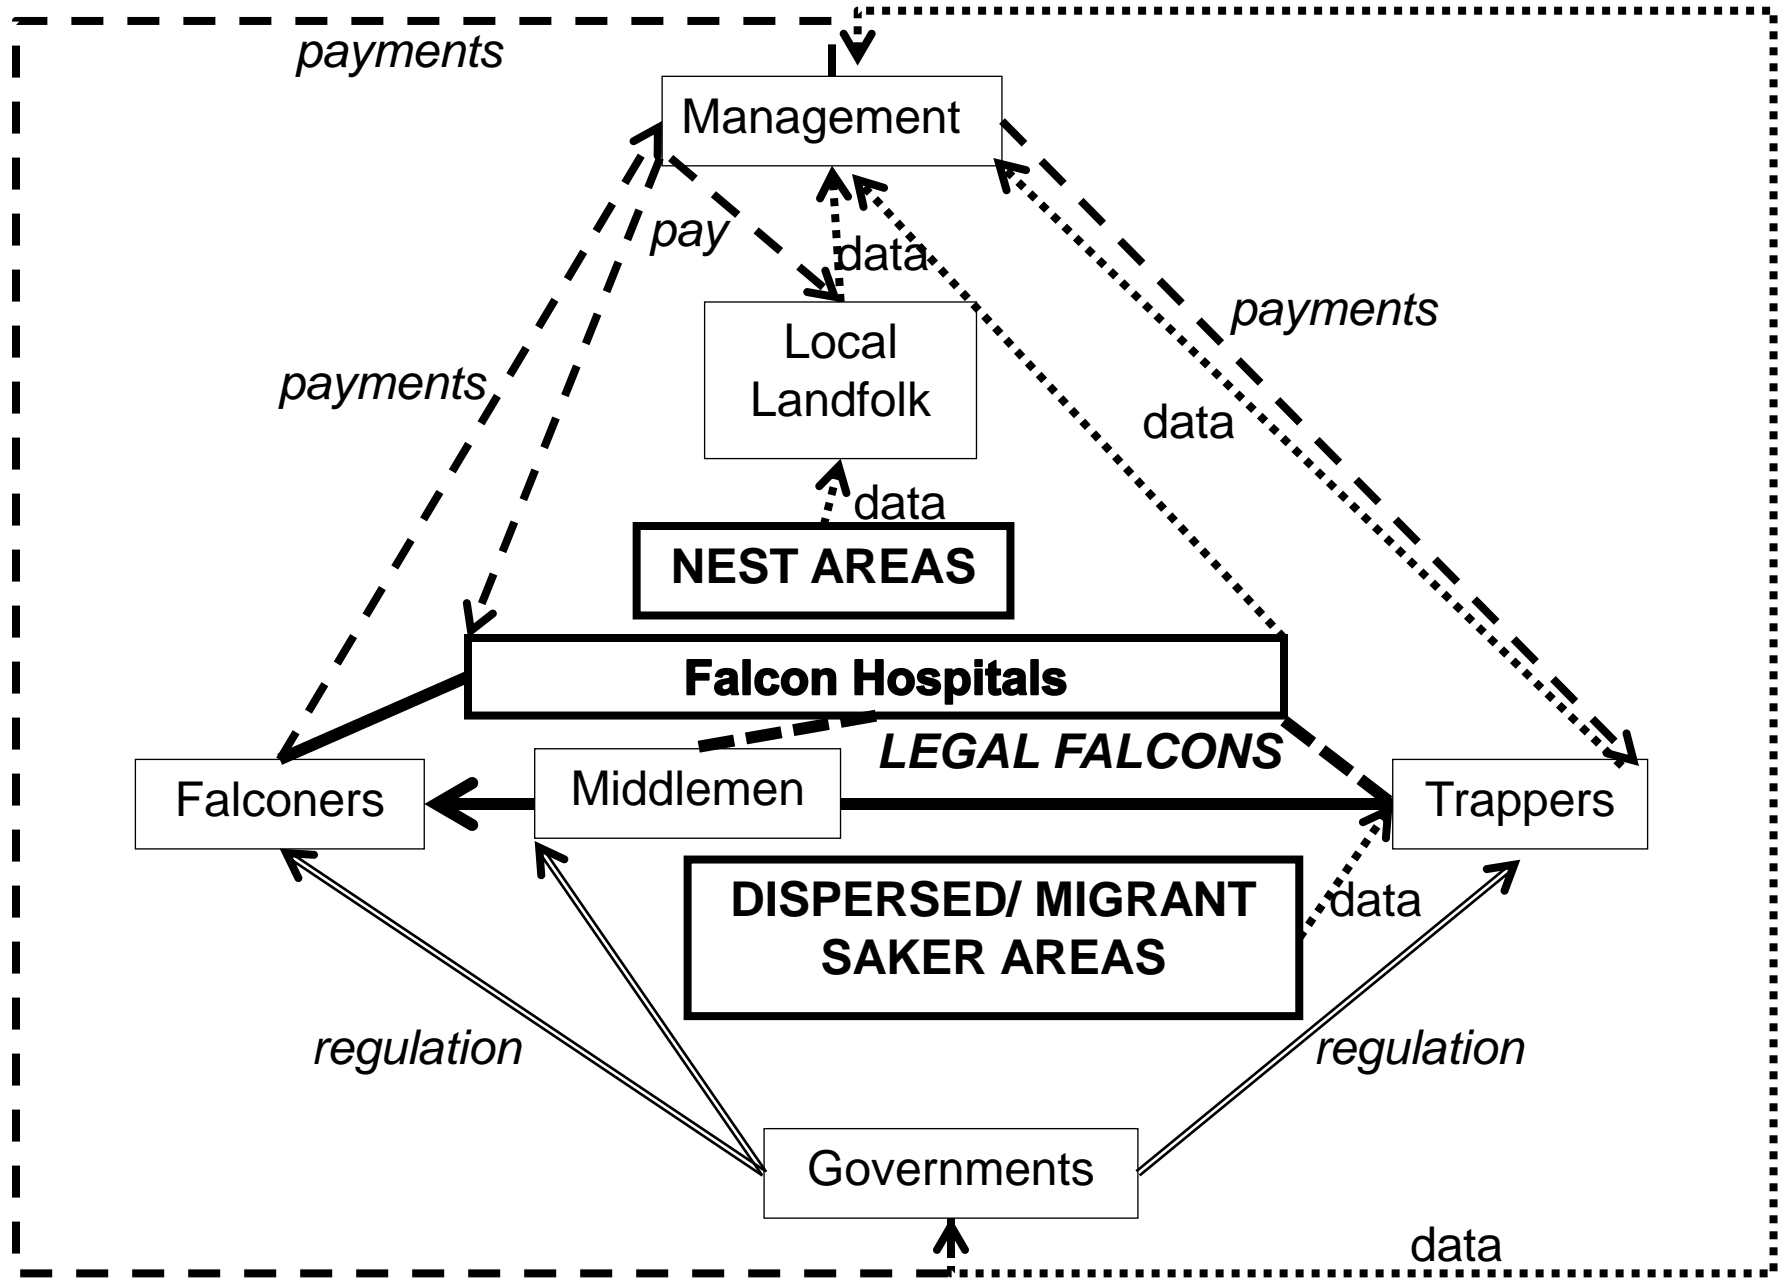 payments
Management
pay
data
payments
Local
Landfolk
payments
data
data
NEST AREAS
Falcon Hospitals
LEGAL FALCONS
Falconers
Middlemen
Trappers
DISPERSED/ MIGRANT
SAKER AREAS
data
regulation
regulation
Governments
data